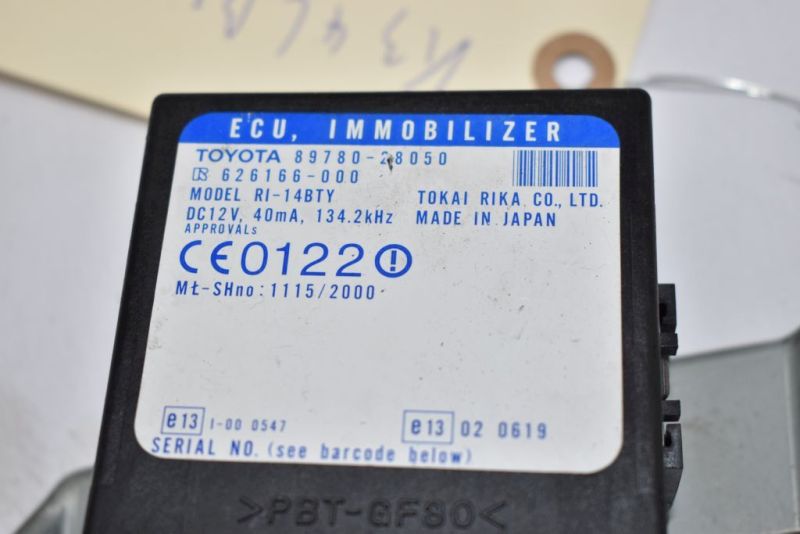 ECU, IMMOBILIZER
TOYOTA 89780-28050
626166-000
MODEL RI-14BTY TOKAI RIKA CO., LTD.
DC12V, 40mA, 134.2kHz MADE IN JAPAN
APPROVALs
CE0122
MŁ-SHno: 1115/2000
e13 I-00 0547 e13 02 0619
SERIAL NO. (see barcode below)
>PBT-GF30<